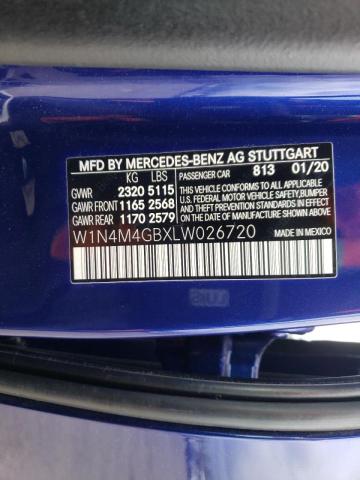 MFD BY MERCEDES-BENZ AG STUTTGART
KG LBS PASSENGER CAR 813 01/20
GWR 2320 5115
GAWR FRONT 1165 2568
GAWR REAR 1170 2579
THIS VEHICLE CONFORMS TO ALL APPLICABLE
U.S. FEDERAL MOTOR VEHICLE SAFETY, BUMPER
AND THEFT PREVENTION STANDARDS IN EFFECT
ON THE DATE OF MANUFACTURE SHOWN ABOVE.
W1N4M4GBXLW026720
MADE IN MEXICO